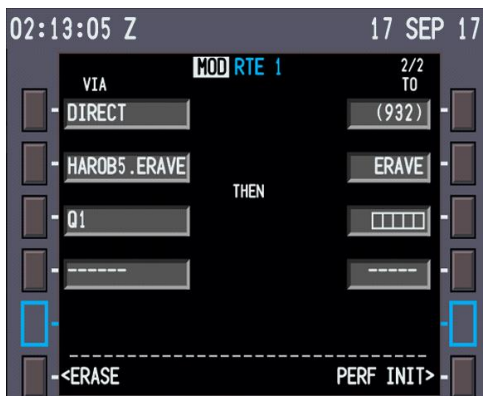 02:13:05 Z 17 SEP 17
MOD RTE 1 2/2
VIA TO
DIRECT (932)
HAROB5.ERAVE ERAVE
THEN
Q1 □□□□□
------ -----
<ERASE PERF INIT>